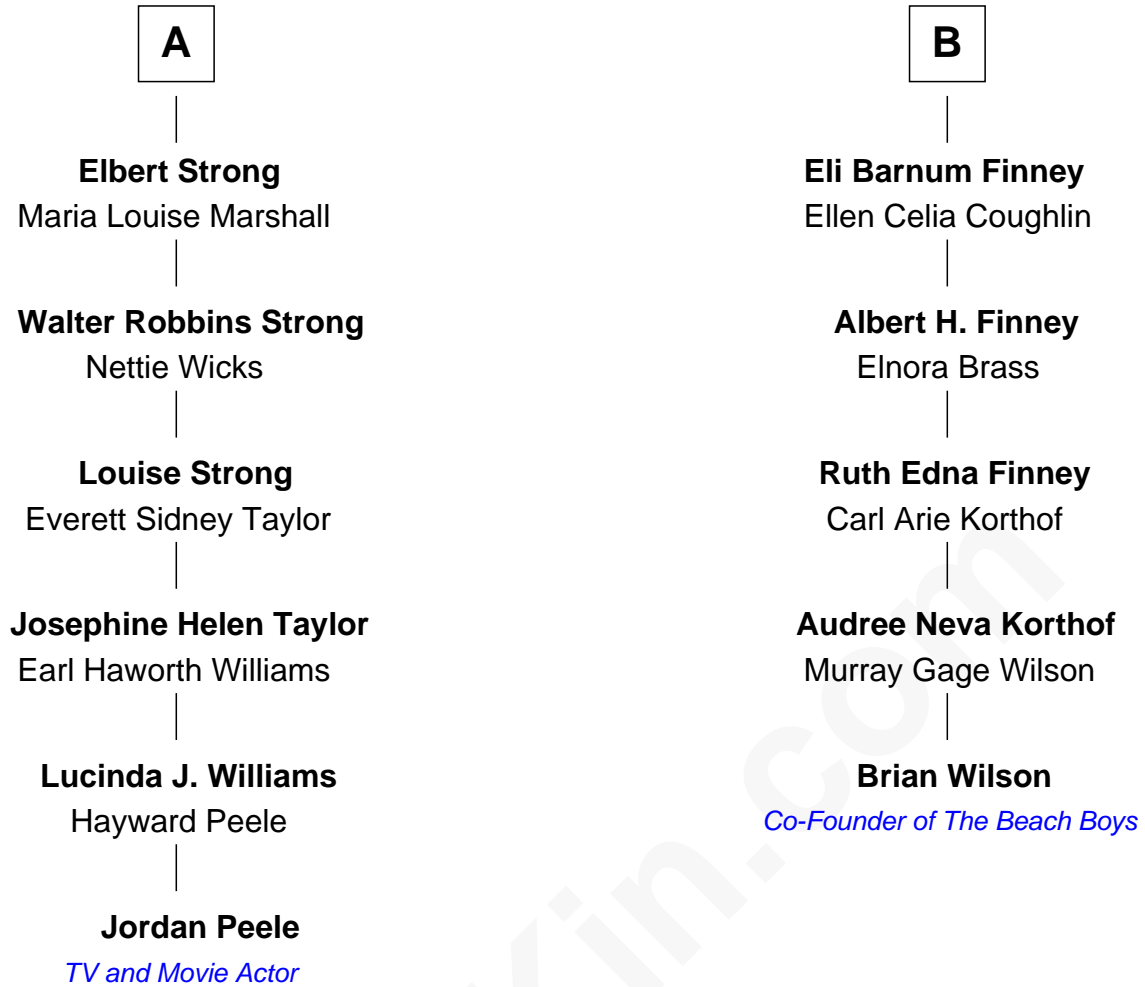 A
Elbert Strong
Maria Louise Marshall
Walter Robbins Strong
Nettie Wicks
Louise Strong
Everett Sidney Taylor
Josephine Helen Taylor
Earl Haworth Williams
Lucinda J. Williams
Hayward Peele
Jordan Peele
TV and Movie Actor
B
Eli Barnum Finney
Ellen Celia Coughlin
Albert H. Finney
Elnora Brass
Ruth Edna Finney
Carl Arie Korthof
Audree Neva Korthof
Murray Gage Wilson
Brian Wilson
Co-Founder of The Beach Boys